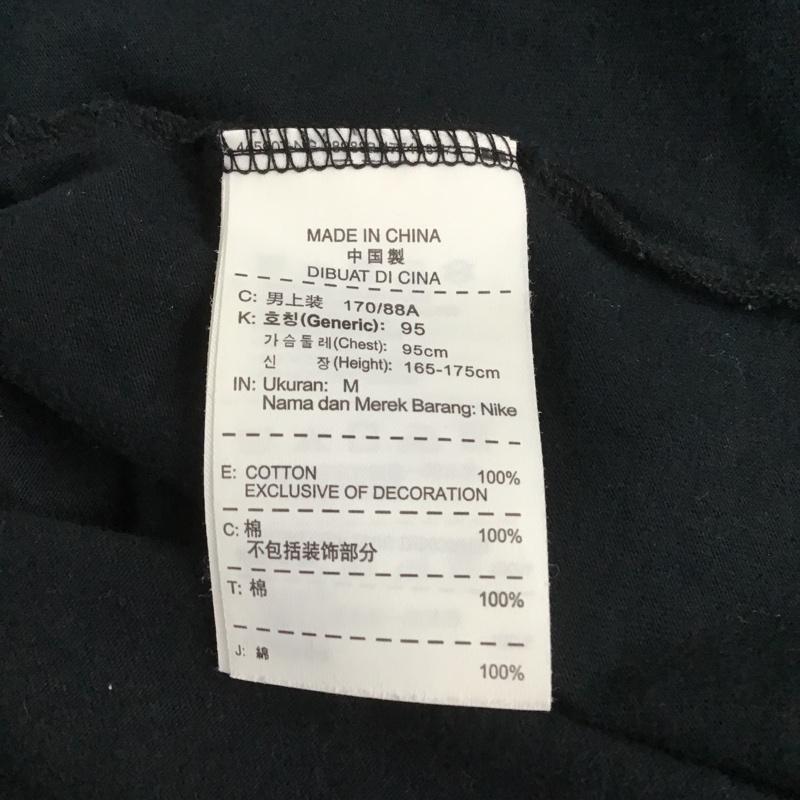 MADE IN CHINA
中国製
DIBUAT DI CINA
C: 男上装 170/88A
K: 호칭(Generic): 95
가슴둘레(Chest): 95cm
신 장(Height): 165-175cm
IN: Ukuran: M
Nama dan Merek Barang: Nike
E: COTTON 100%
EXCLUSIVE OF DECORATION
C: 棉 100%
不包括装饰部分
T: 棉 100%
J: 綿 100%